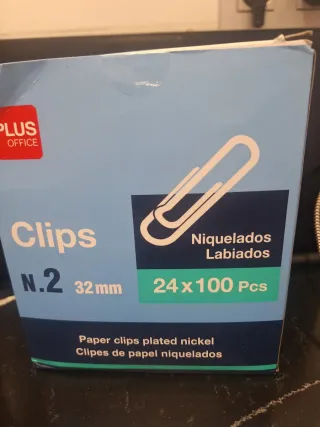 PLUS
OFFICE
Clips
Niquelados
Labiados
N.2 32mm
24x100 Pcs
Paper clips plated nickel
Clipes de papel niquelados